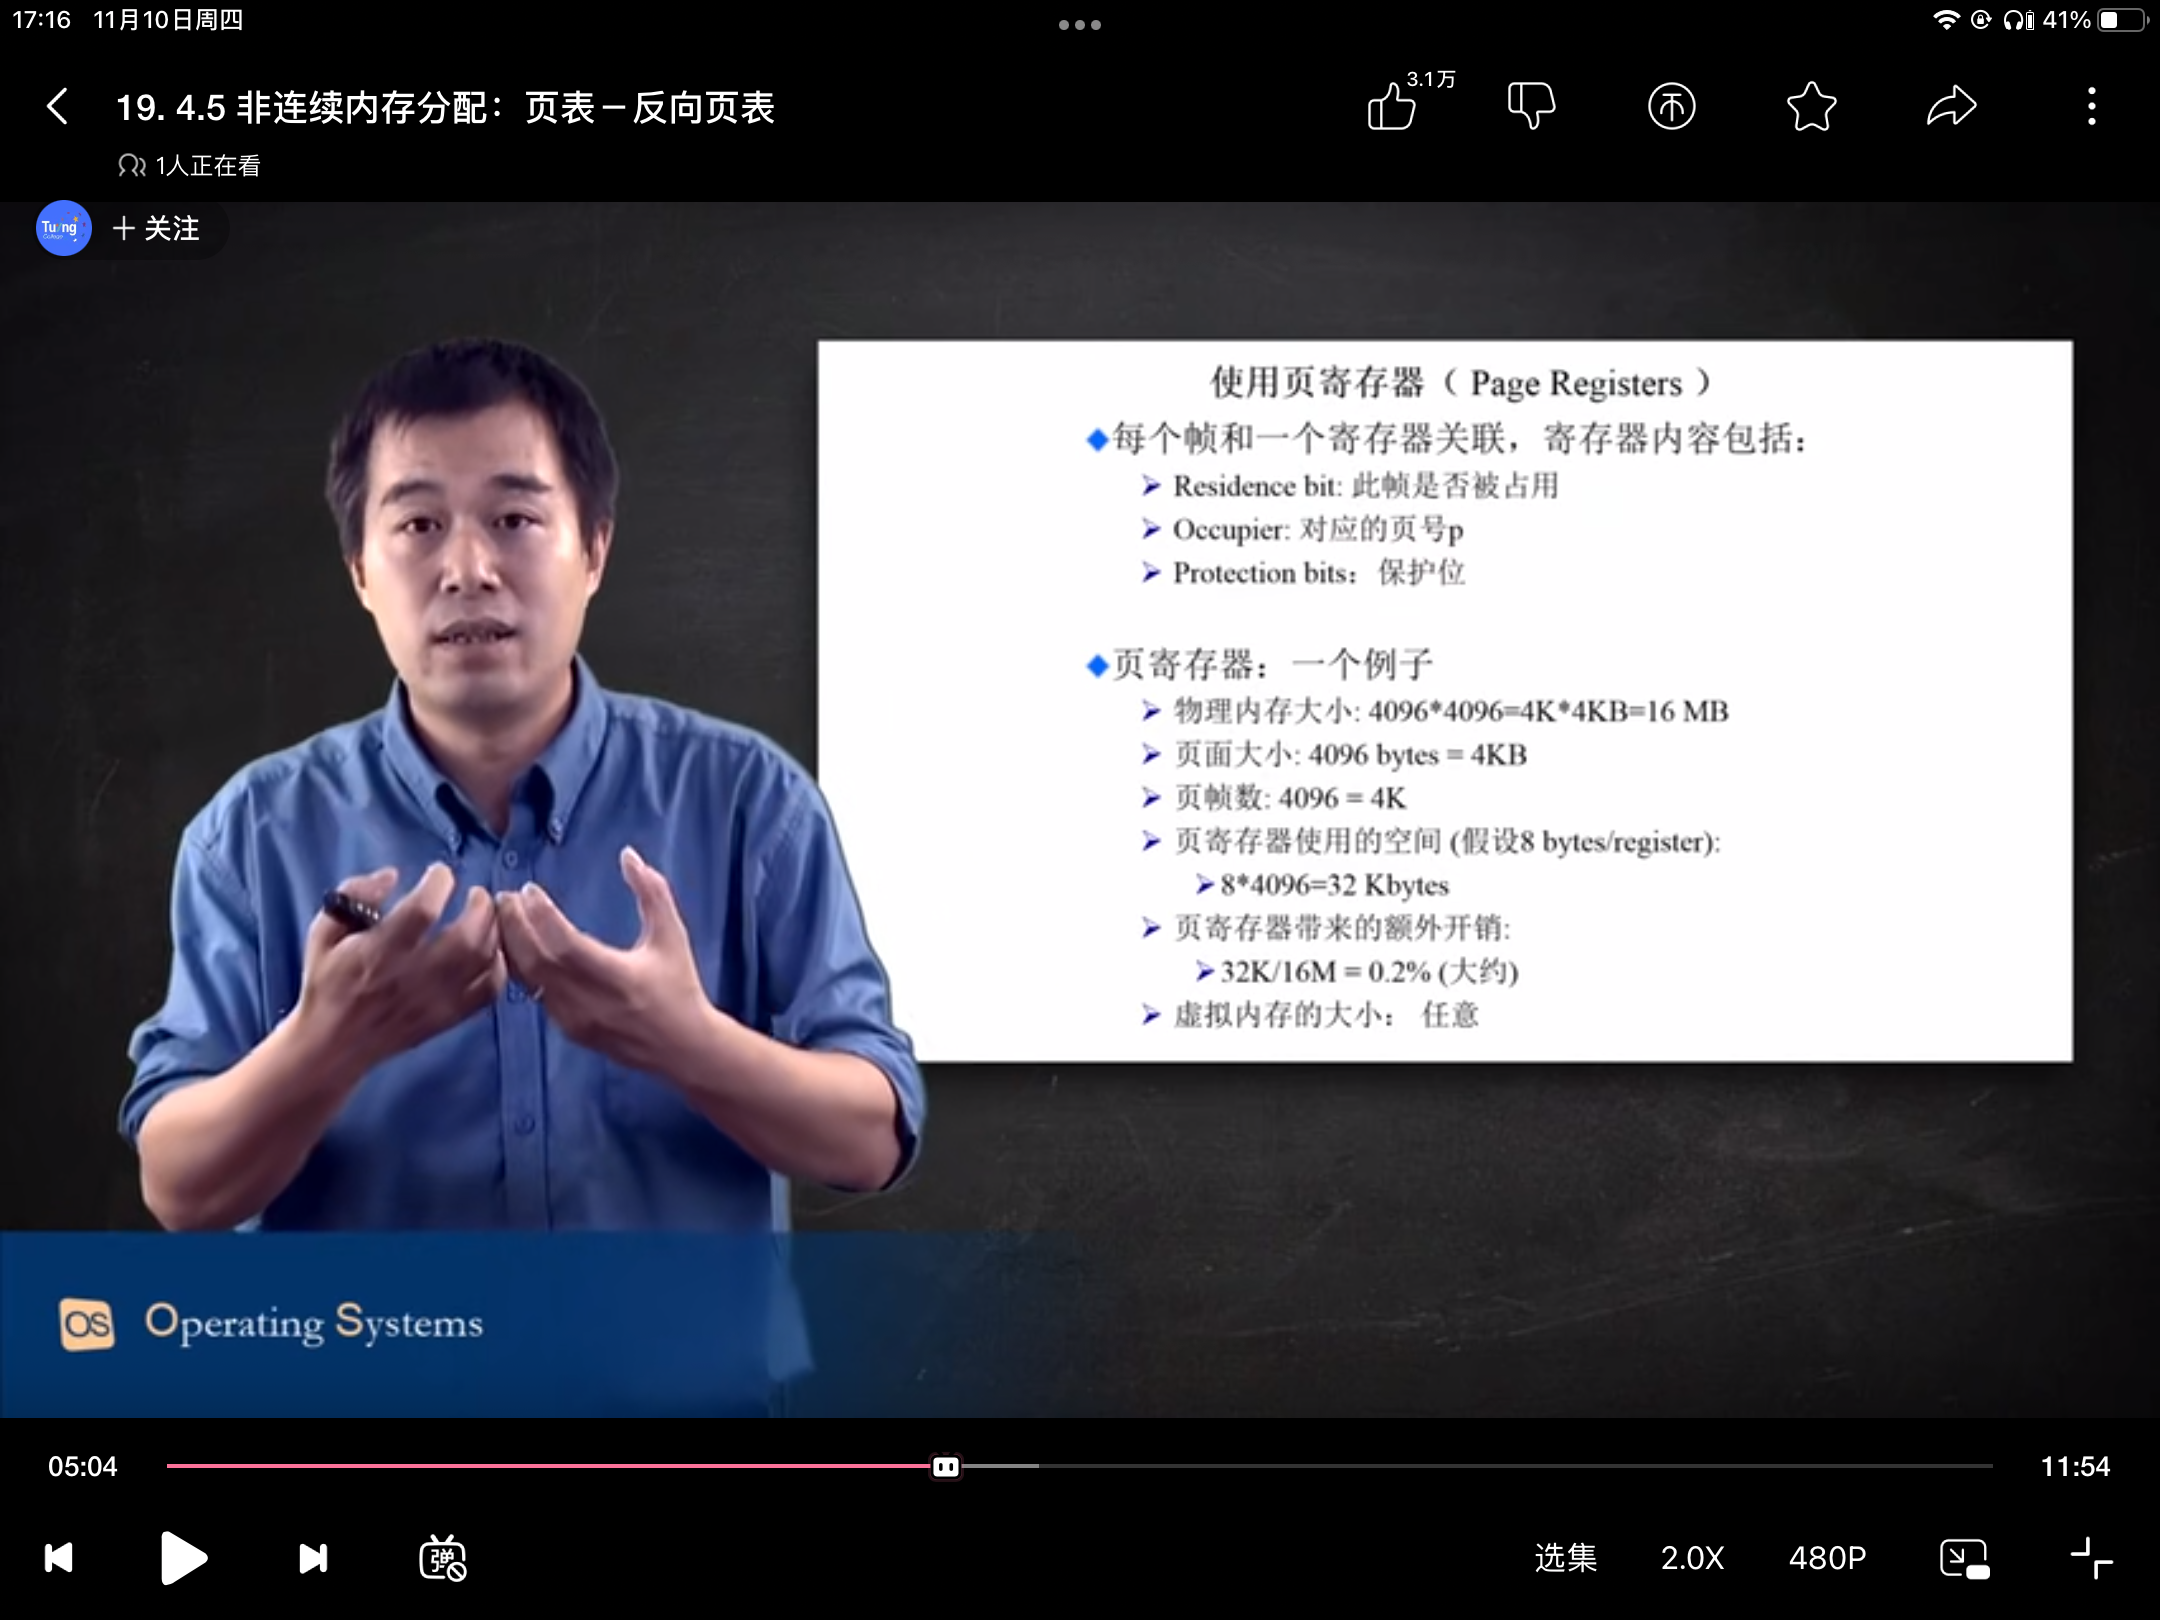 17:16 11月10日周四
41%
19. 4.5 非连续内存分配：页表－反向页表
3.1万
1人正在看
Tu/ng
+ 关注
使用页寄存器（ Page Registers ）
每个帧和一个寄存器关联，寄存器内容包括：
Residence bit: 此帧是否被占用
Occupier: 对应的页号p
Protection bits： 保护位
页寄存器：一个例子
物理内存大小: 4096*4096=4K*4KB=16 MB
页面大小: 4096 bytes = 4KB
页帧数: 4096 = 4K
页寄存器使用的空间 (假设8 bytes/register):
8*4096=32 Kbytes
页寄存器带来的额外开销:
32K/16M = 0.2% (大约)
虚拟内存的大小： 任意
OS Operating Systems
05:04
11:54
弹
选集
2.0X
480P